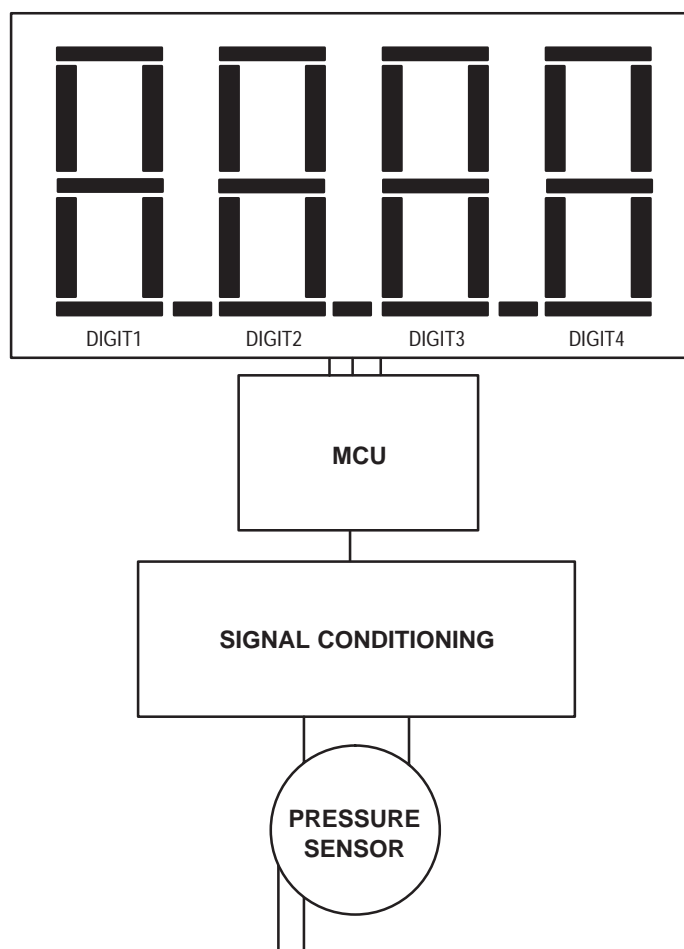 DIGIT1 DIGIT2 DIGIT3 DIGIT4
MCU
SIGNAL CONDITIONING
PRESSURE
SENSOR